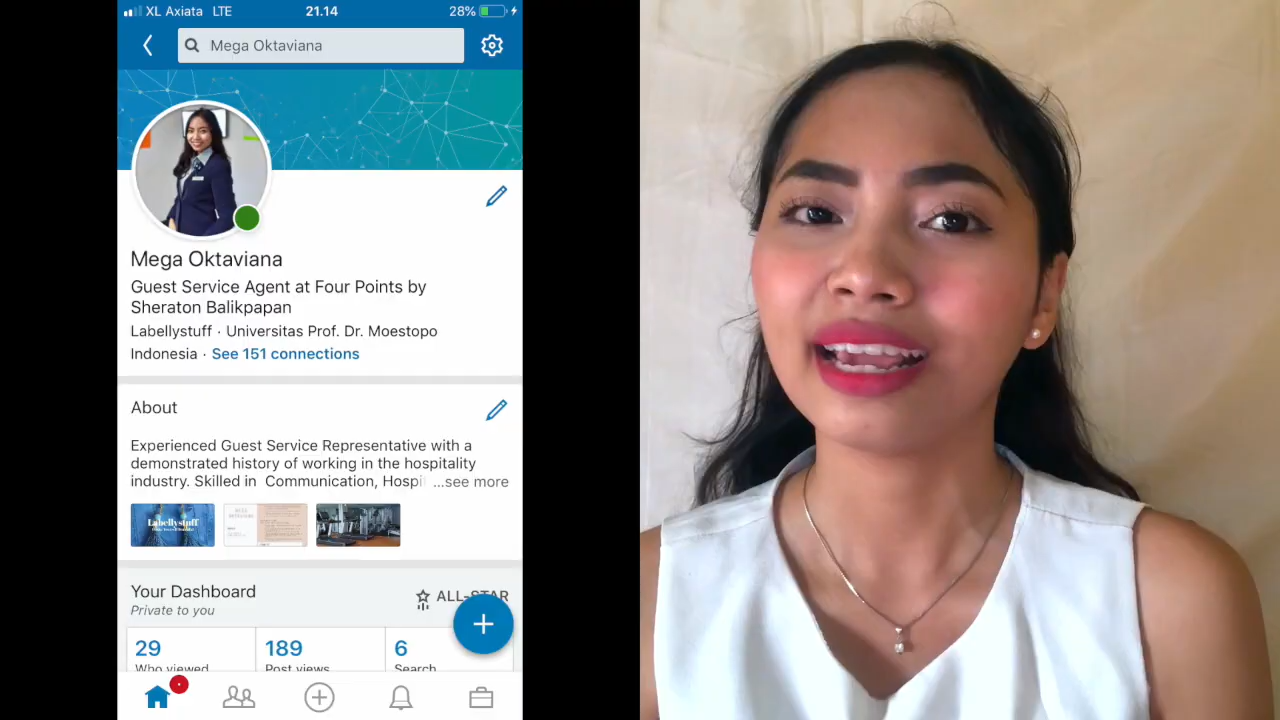 XL Axiata LTE 21.14 28%
Mega Oktaviana
Mega Oktaviana
Guest Service Agent at Four Points by
Sheraton Balikpapan
Labellystuff · Universitas Prof. Dr. Moestopo
Indonesia · See 151 connections
About
Experienced Guest Service Representative with a
demonstrated history of working in the hospitality
industry. Skilled in Communication, Hospi ...see more
Labellystuff
Your Dashboard
Private to you
ALL-STAR
29 189 6
Who viewed Post views Search